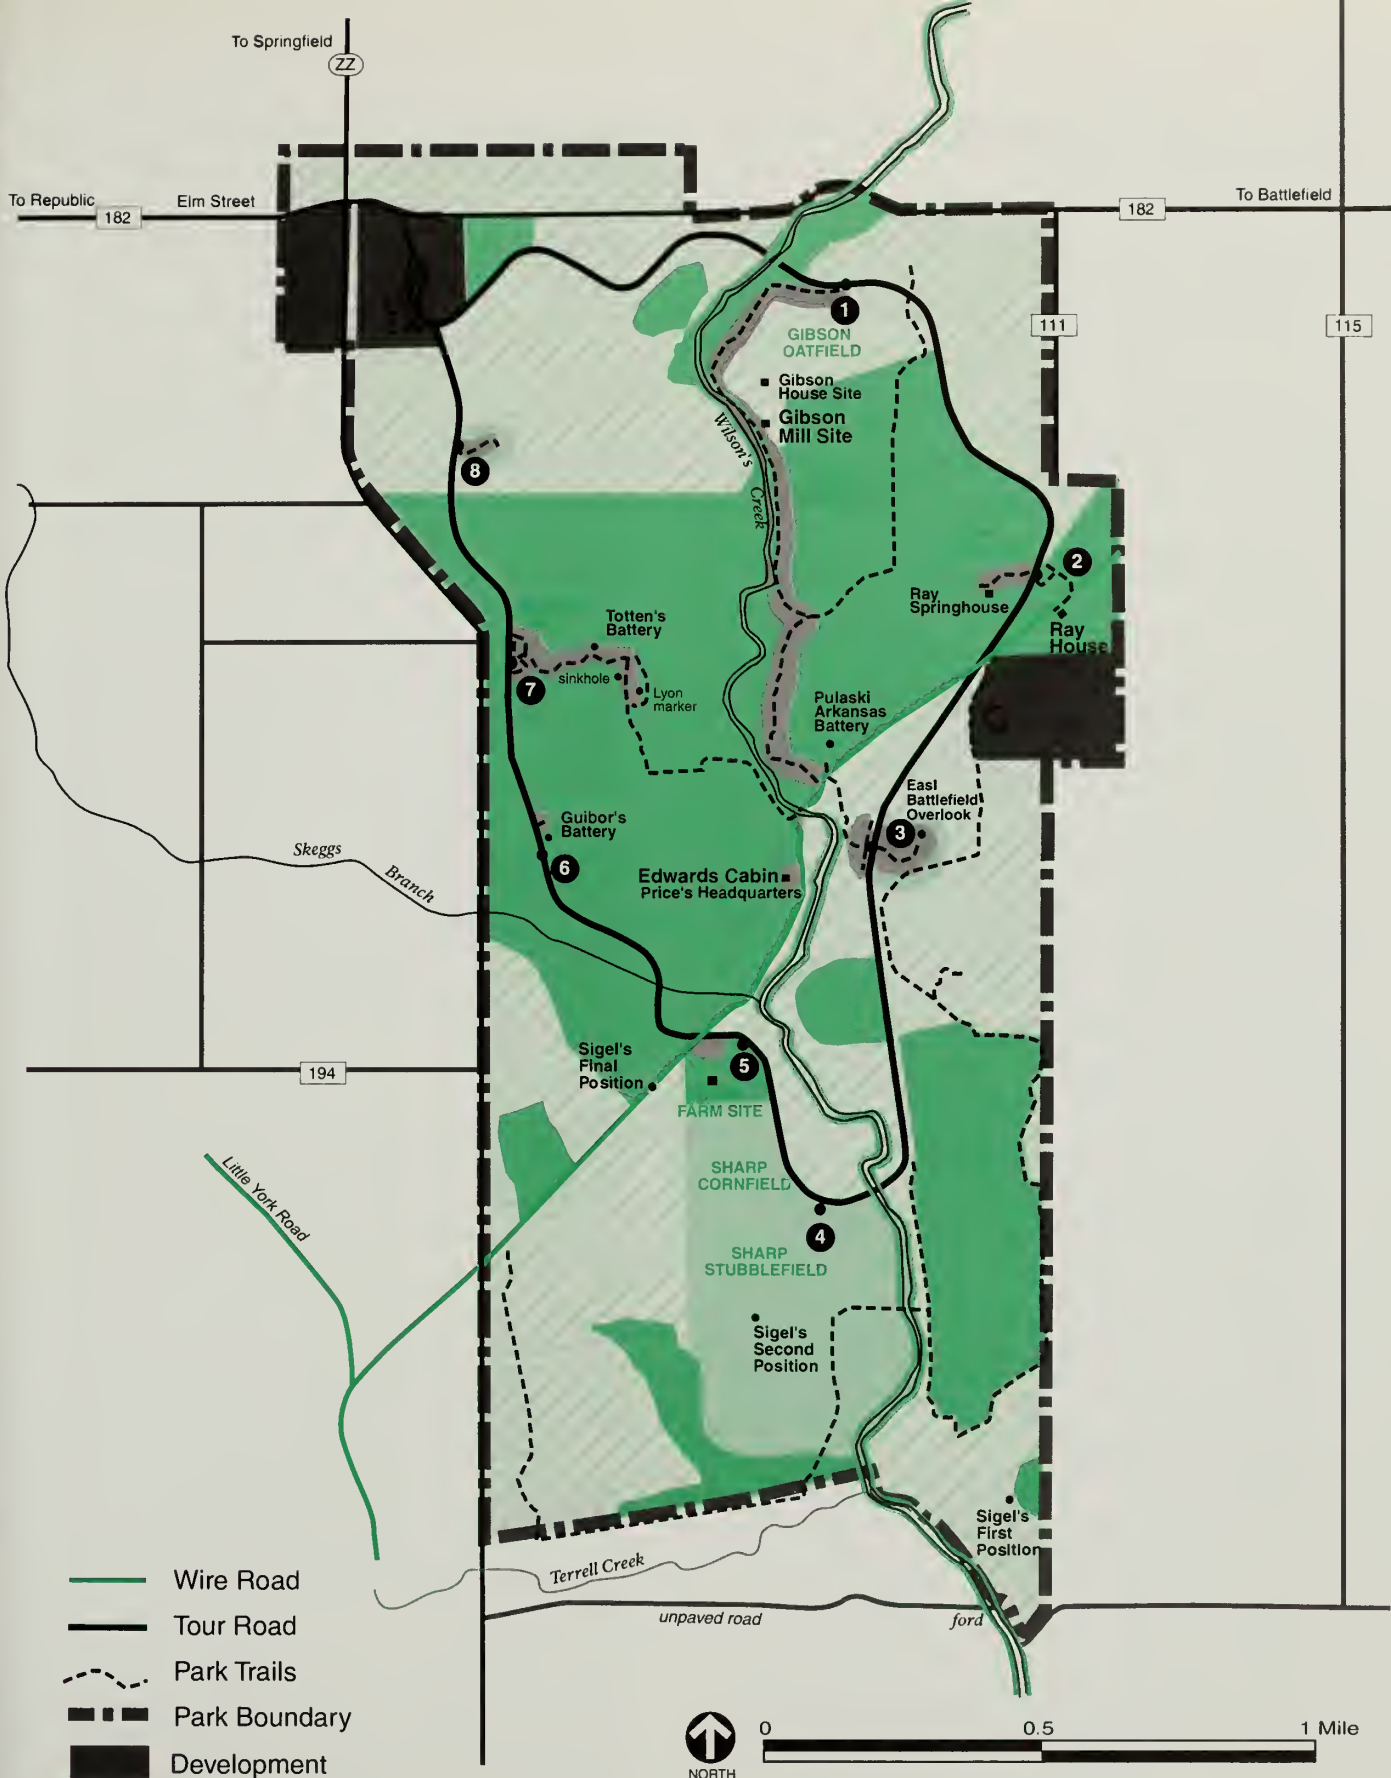 To Springfield
ZZ
To Republic
182
Elm Street
To Battlefield
182
111
115
1
GIBSON
OATFIELD
Gibson
House Site
Gibson
Mill Site
Wilson's
Creek
8
2
Ray
Springhouse
Ray
House
Totten's
Battery
sinkhole
7
Lyon
marker
Pulaski
Arkansas
Battery
East
Battlefield
Overlook
3
Guibor's
Battery
6
Skeggs
Branch
Edwards Cabin
Price's Headquarters
Sigel's
Final
Position
5
194
FARM SITE
Little York Road
SHARP
CORNFIELD
4
SHARP
STUBBLEFIELD
Sigel's
Second
Position
Sigel's
First
Position
Terrell Creek
unpaved road
ford
Wire Road
Tour Road
Park Trails
Park Boundary
Development
NORTH
0
0.5
1 Mile